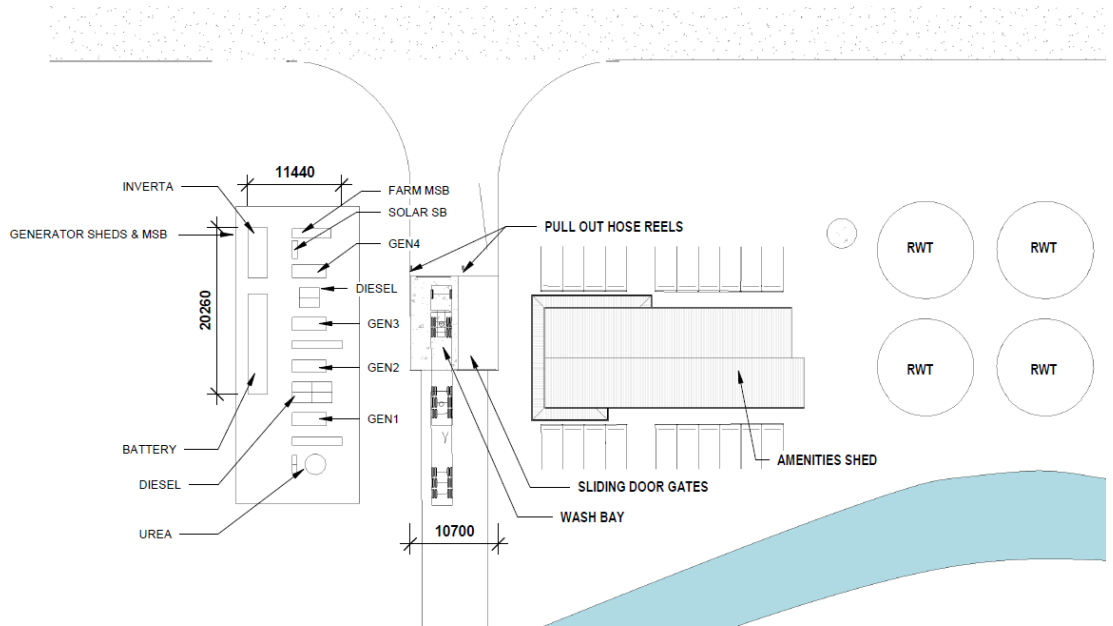 11440
INVERTA
FARM MSB
SOLAR SB
GENERATOR SHEDS & MSB
GEN4
PULL OUT HOSE REELS
RWT
RWT
DIESEL
20260
GEN3
GEN2
RWT
RWT
GEN1
BATTERY
AMENITIES SHED
DIESEL
SLIDING DOOR GATES
WASH BAY
UREA
10700